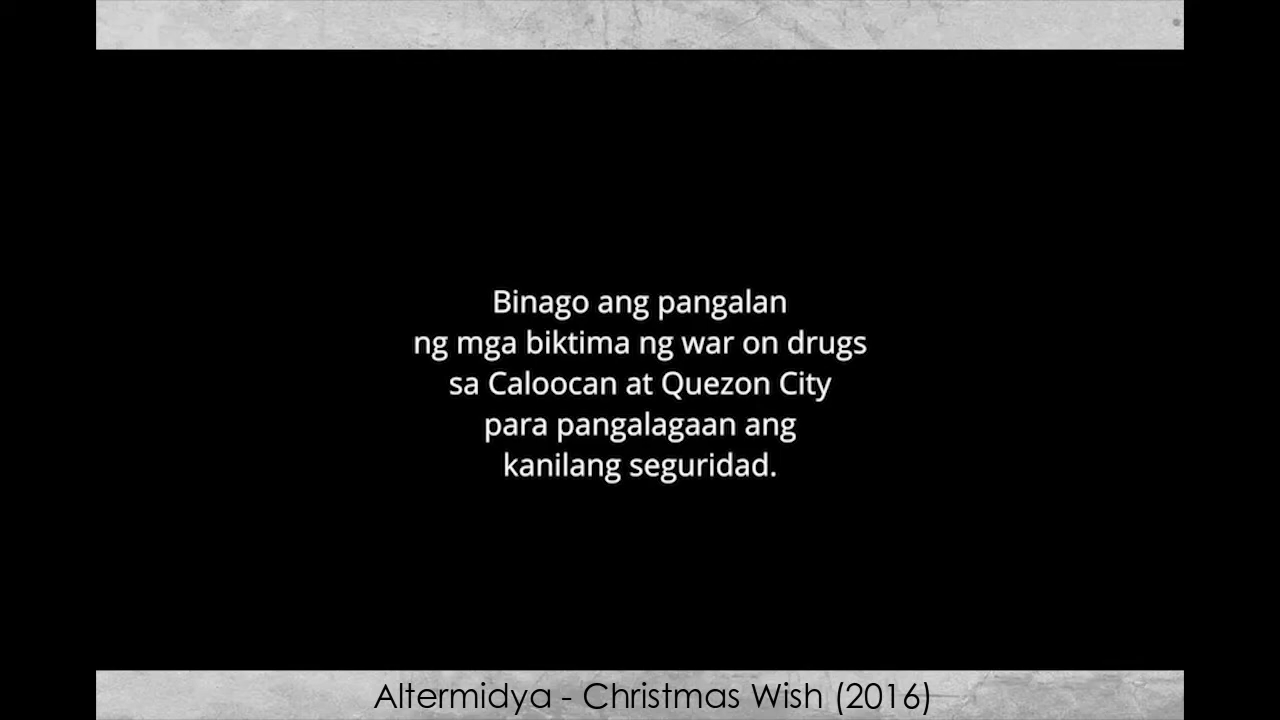 Binago ang pangalan
ng mga biktima ng war on drugs
sa Caloocan at Quezon City
para pangalagaan ang
kanilang seguridad.
Altermidya - Christmas Wish (2016)